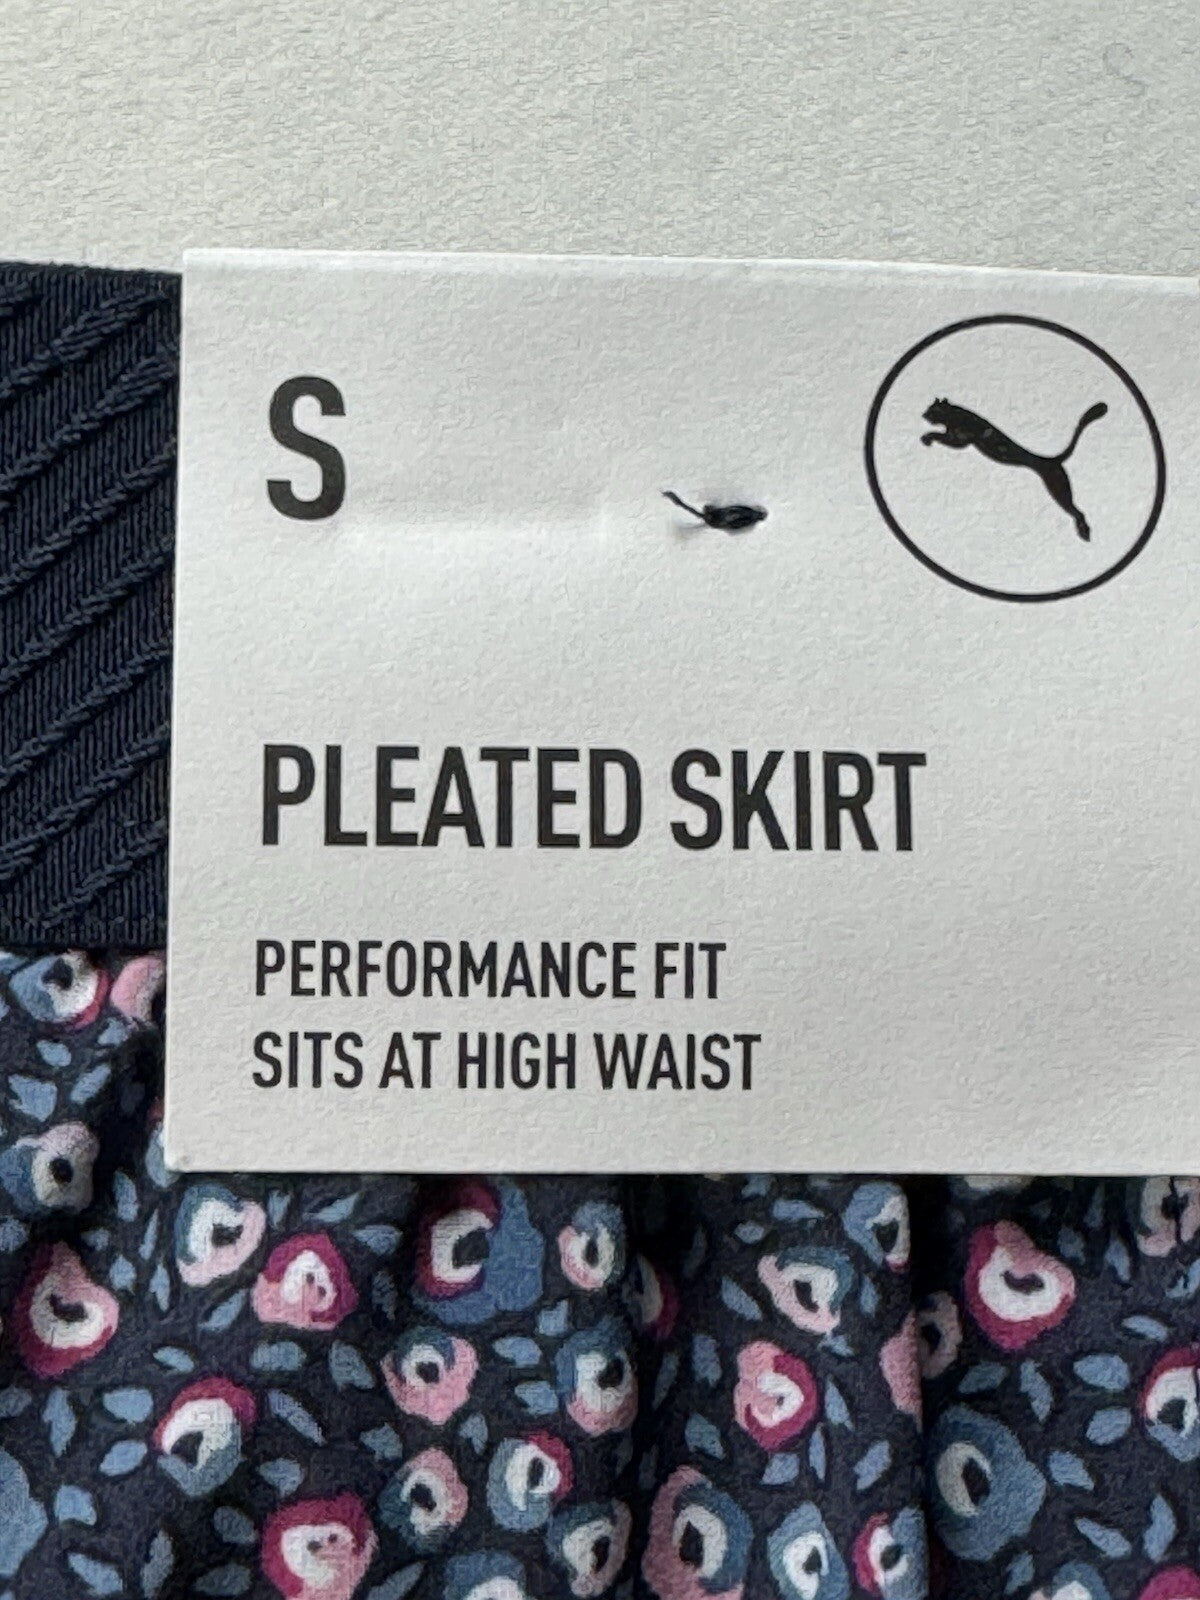 S
PLEATED SKIRT
PERFORMANCE FIT
SITS AT HIGH WAIST